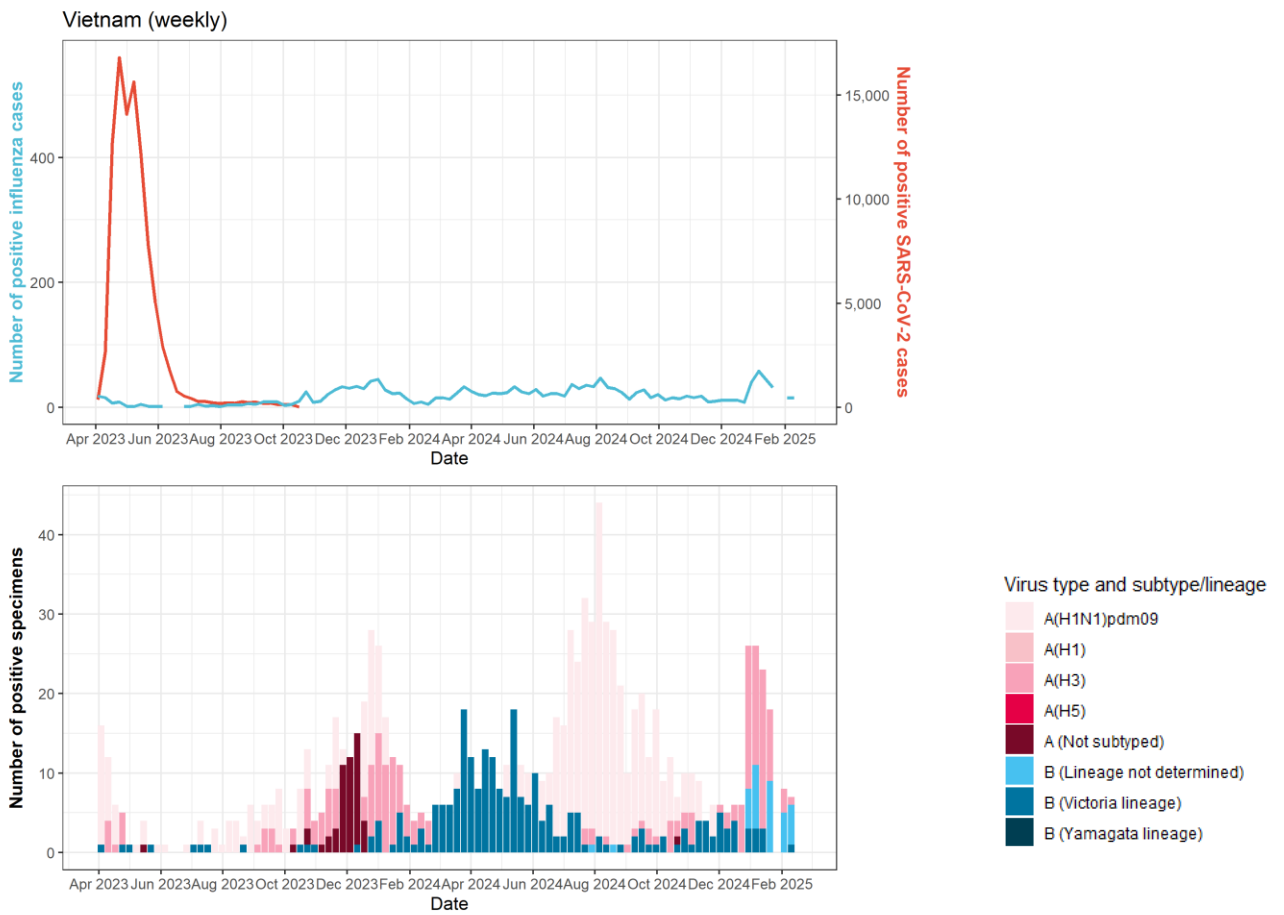 Vietnam (weekly)
Number of positive influenza cases
400
200
0
15,000
10,000
5,000
0
Number of positive SARS-CoV-2 cases
Apr 2023 Jun 2023 Aug 2023 Oct 2023 Dec 2023 Feb 2024 Apr 2024 Jun 2024 Aug 2024 Oct 2024 Dec 2024 Feb 2025
Date
Number of positive specimens
40
30
20
10
0
Apr 2023 Jun 2023 Aug 2023 Oct 2023 Dec 2023 Feb 2024 Apr 2024 Jun 2024 Aug 2024 Oct 2024 Dec 2024 Feb 2025
Date
Virus type and subtype/lineage
A(H1N1)pdm09
A(H1)
A(H3)
A(H5)
A (Not subtyped)
B (Lineage not determined)
B (Victoria lineage)
B (Yamagata lineage)